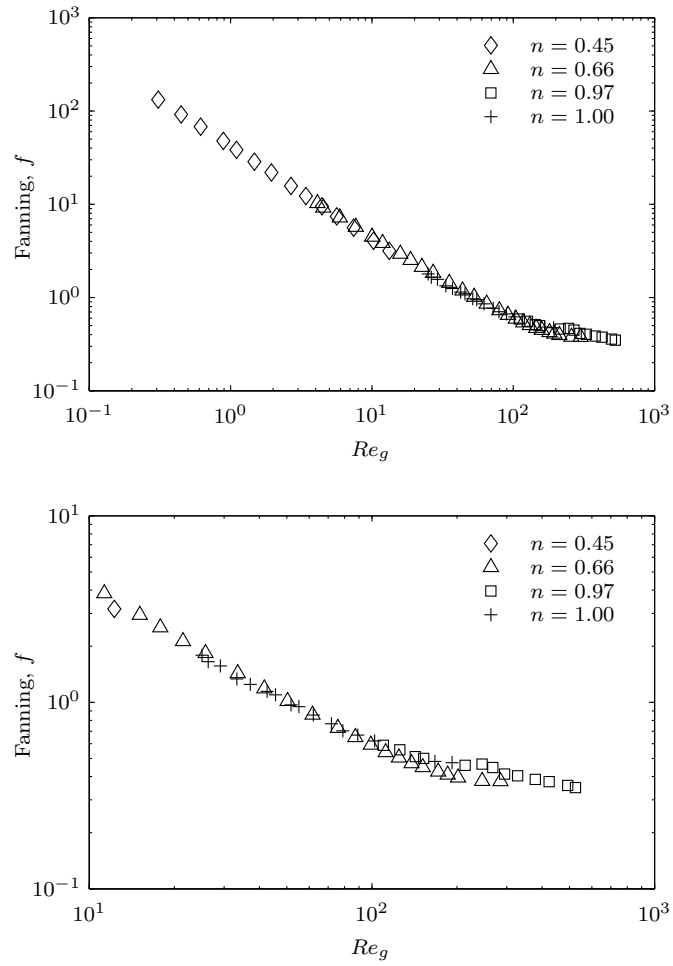 10^3
10^2
10^1
10^0
10^−1
Fanning, f
n = 0.45
n = 0.66
n = 0.97
n = 1.00
10^−1
10^0
10^1
10^2
10^3
Re_g
10^1
10^0
10^−1
Fanning, f
n = 0.45
n = 0.66
n = 0.97
n = 1.00
10^1
10^2
10^3
Re_g